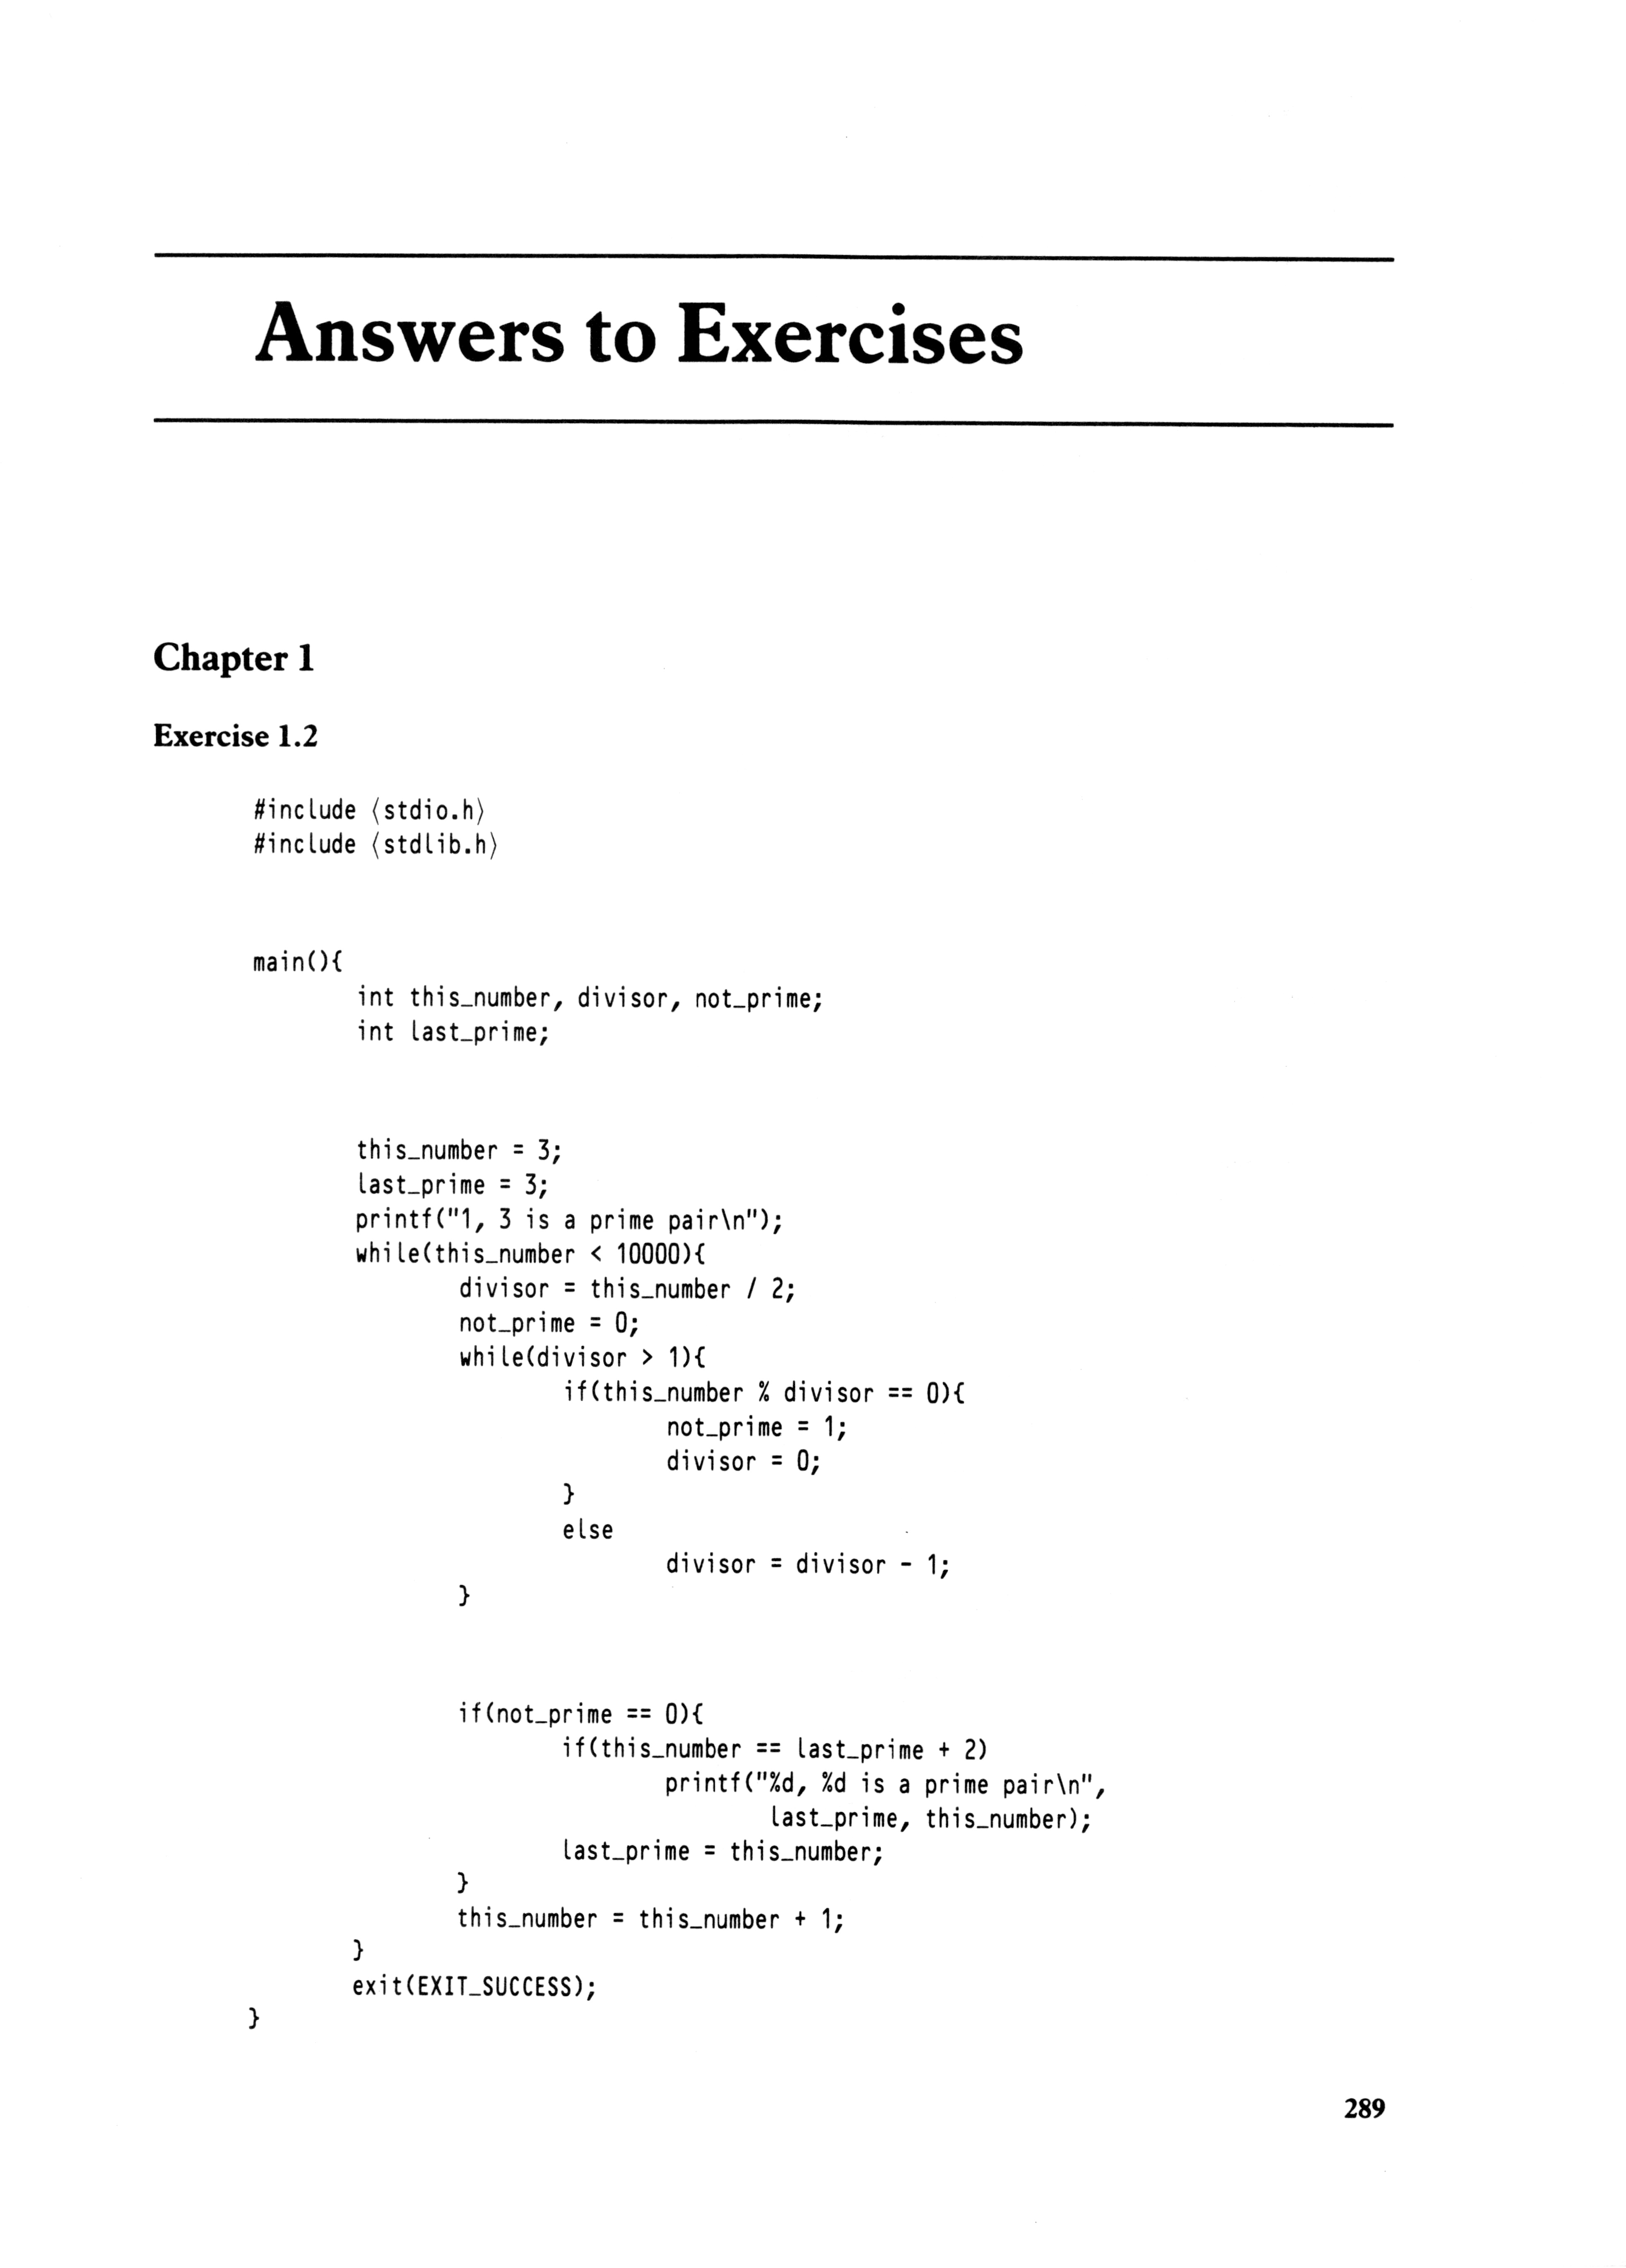 Answers to Exercises
Chapter 1
Exercise 1.2
#include ⟨stdio.h⟩
#include ⟨stdlib.h⟩
main(){
int this_number, divisor, not_prime;
int last_prime;
this_number = 3;
last_prime = 3;
printf("1, 3 is a prime pair\n");
while(this_number < 10000){
divisor = this_number / 2;
not_prime = 0;
while(divisor > 1){
if(this_number % divisor == 0){
not_prime = 1;
divisor = 0;
}
else
divisor = divisor - 1;
}
if(not_prime == 0){
if(this_number == last_prime + 2)
printf("%d, %d is a prime pair\n",
last_prime, this_number);
last_prime = this_number;
}
this_number = this_number + 1;
}
exit(EXIT_SUCCESS);
}
289